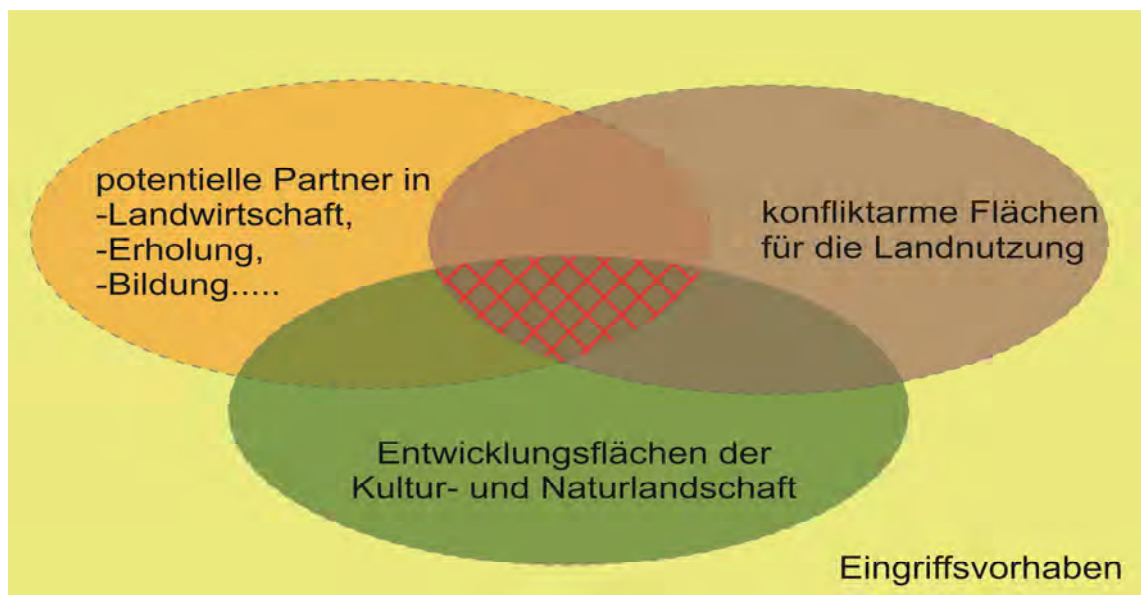 potentielle Partner in
-Landwirtschaft,
-Erholung,
-Bildung.....
konfliktarme Flächen
für die Landnutzung
Entwicklungsflächen der
Kultur- und Naturlandschaft
Eingriffsvorhaben